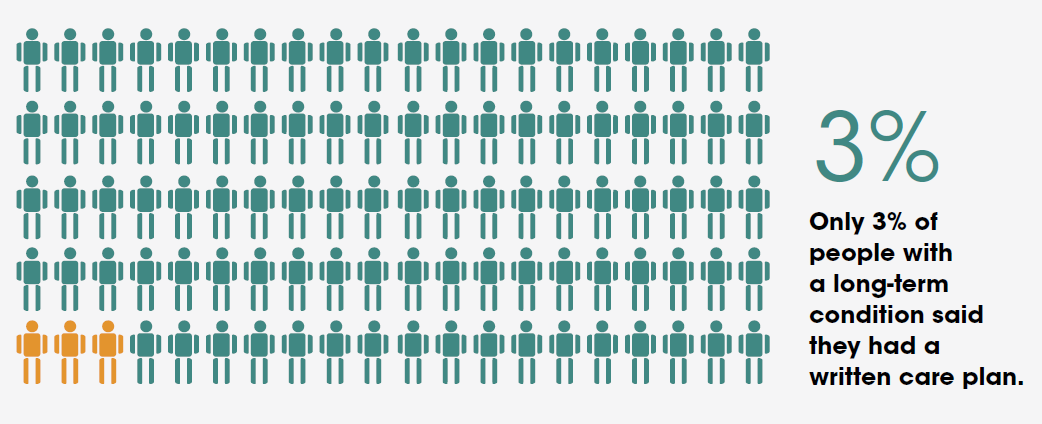 3%
Only 3% of
people with
a long-term
condition said
they had a
written care plan.